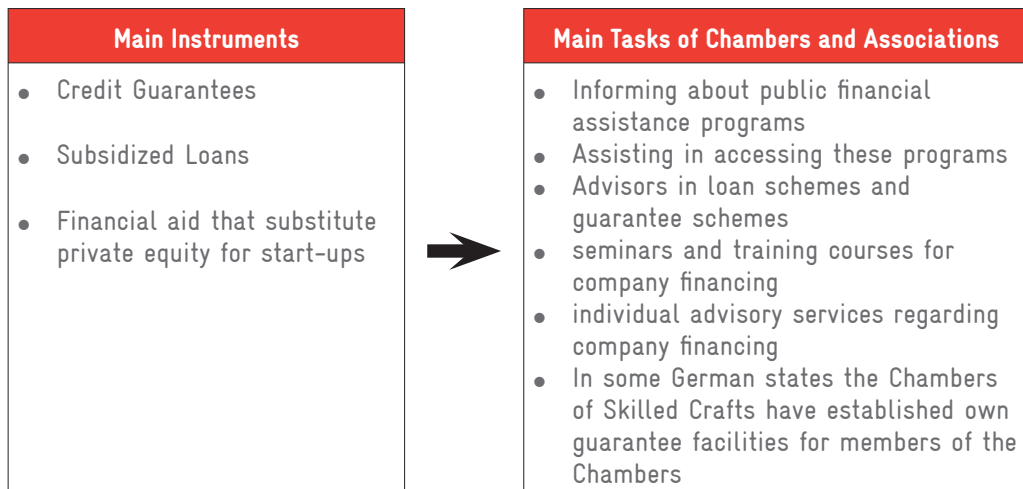 Main Instruments
● Credit Guarantees
● Subsidized Loans
● Financial aid that substitute
private equity for start-ups
Main Tasks of Chambers and Associations
● Informing about public financial
assistance programs
● Assisting in accessing these programs
● Advisors in loan schemes and
guarantee schemes
● seminars and training courses for
company financing
● individual advisory services regarding
company financing
● In some German states the Chambers
of Skilled Crafts have established own
guarantee facilities for members of the
Chambers